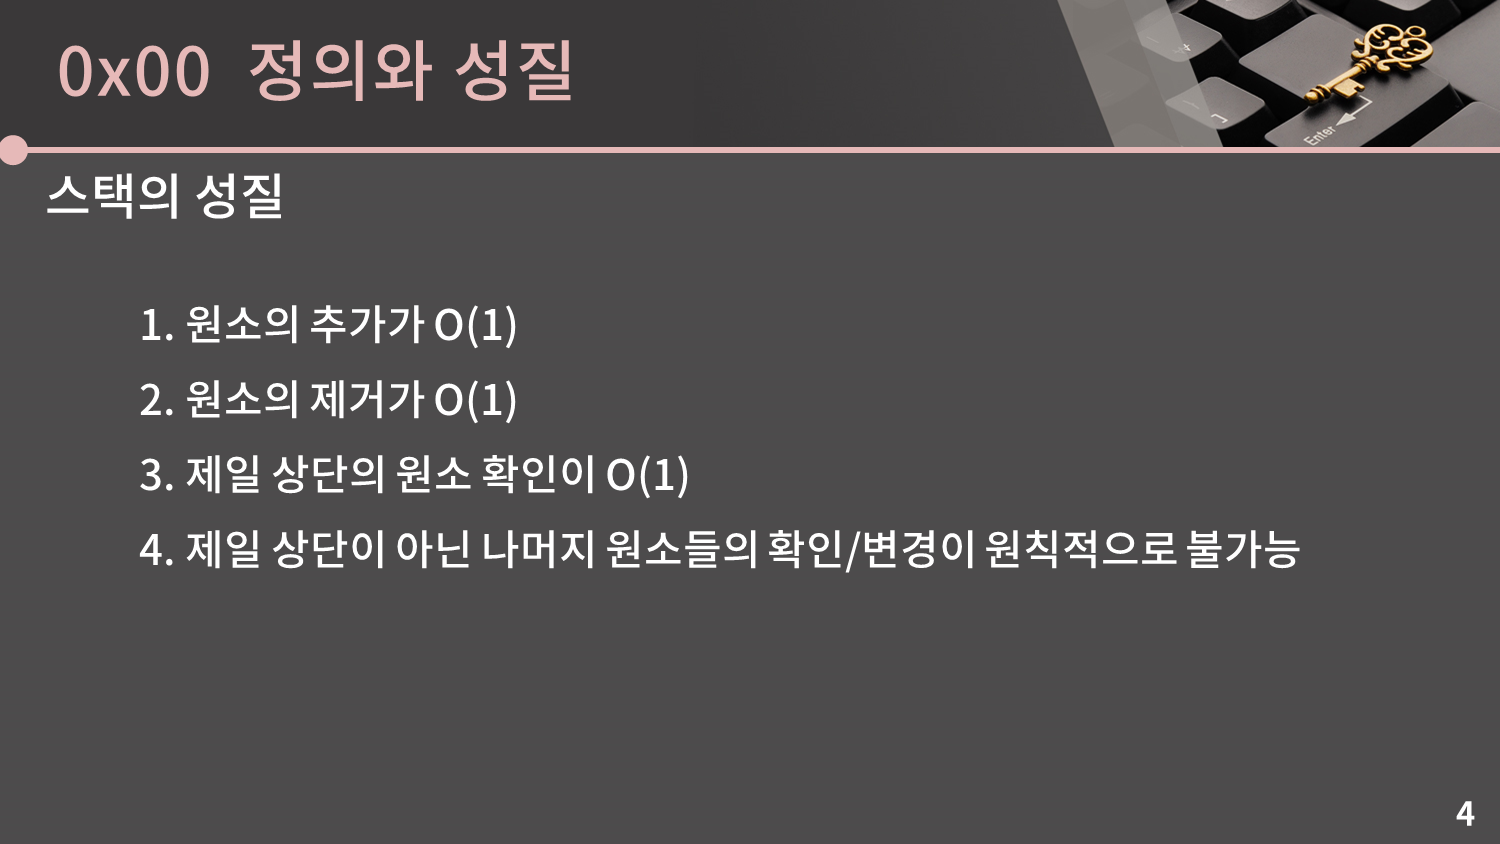 0x00 정의와 성질
스택의 성질
1. 원소의 추가가 O(1)
2. 원소의 제거가 O(1)
3. 제일 상단의 원소 확인이 O(1)
4. 제일 상단이 아닌 나머지 원소들의 확인/변경이 원칙적으로 불가능
Enter
4